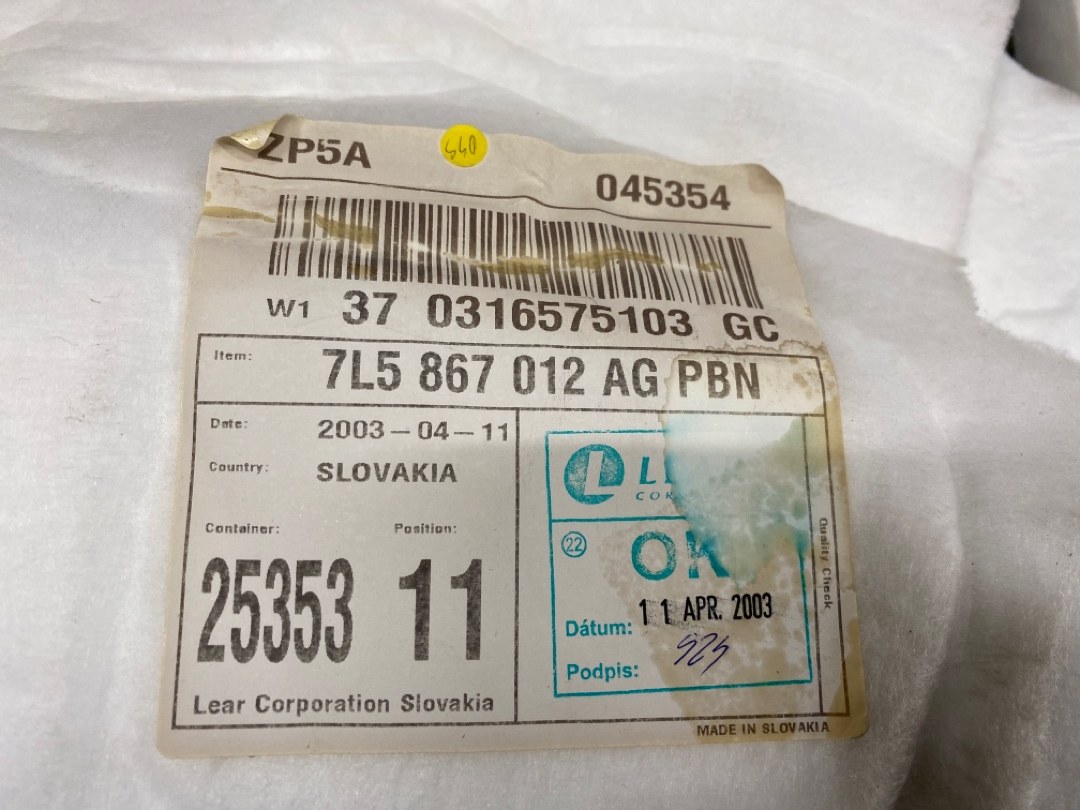 ZP5A
045354
W1 37 0316575103 GC
Item: 7L5 867 012 AG PBN
Date: 2003-04-11
Country: SLOVAKIA
Container: Position:
25353 11
Lear Corporation Slovakia
L
22 OK
Dátum: 11 APR. 2003
Podpis:
Quality Check
MADE IN SLOVAKIA